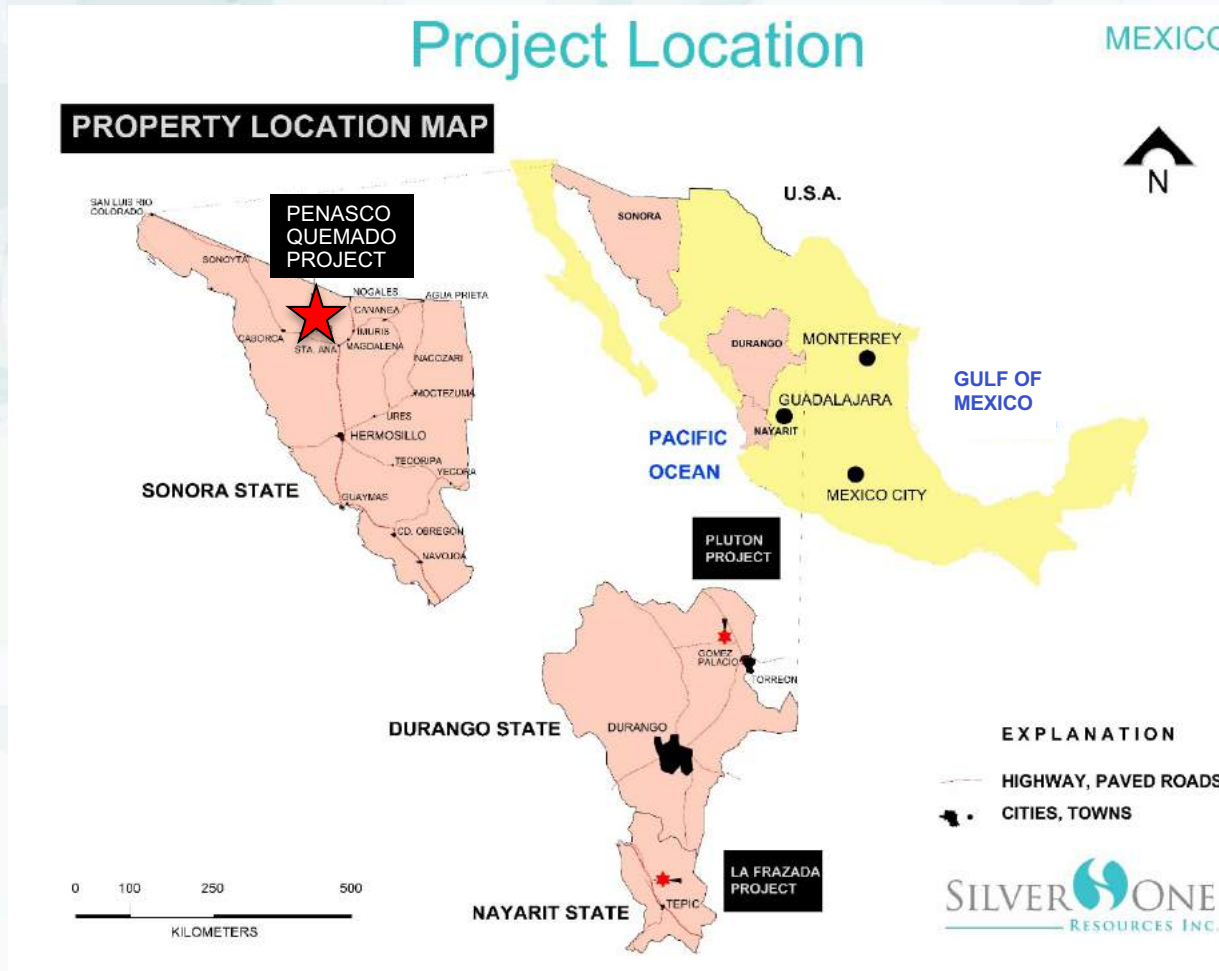 Project Location
MEXICO
PROPERTY LOCATION MAP
N
SAN LUIS RIO
COLORADO
PENASCO
QUEMADO
PROJECT
SONOYTA
NOGALES
AGUA PRIETA
CANANEA
CABORCA
IMURIS
STA. ANA
MAGDALENA
NACOZARI
MOCTEZUMA
URES
HERMOSILLO
TECORIPA
YECORA
SONORA STATE
GUAYMAS
CD. OBREGON
NAVOJOA
U.S.A.
SONORA
DURANGO
MONTERREY
GULF OF
MEXICO
GUADALAJARA
NAYARIT
PACIFIC
OCEAN
MEXICO CITY
PLUTON
PROJECT
GOMEZ
PALACIO
TORREON
DURANGO STATE
DURANGO
LA FRAZADA
PROJECT
NAYARIT STATE
TEPIC
0 100 250 500
KILOMETERS
EXPLANATION
HIGHWAY, PAVED ROADS
CITIES, TOWNS
SILVER ONE
RESOURCES INC.